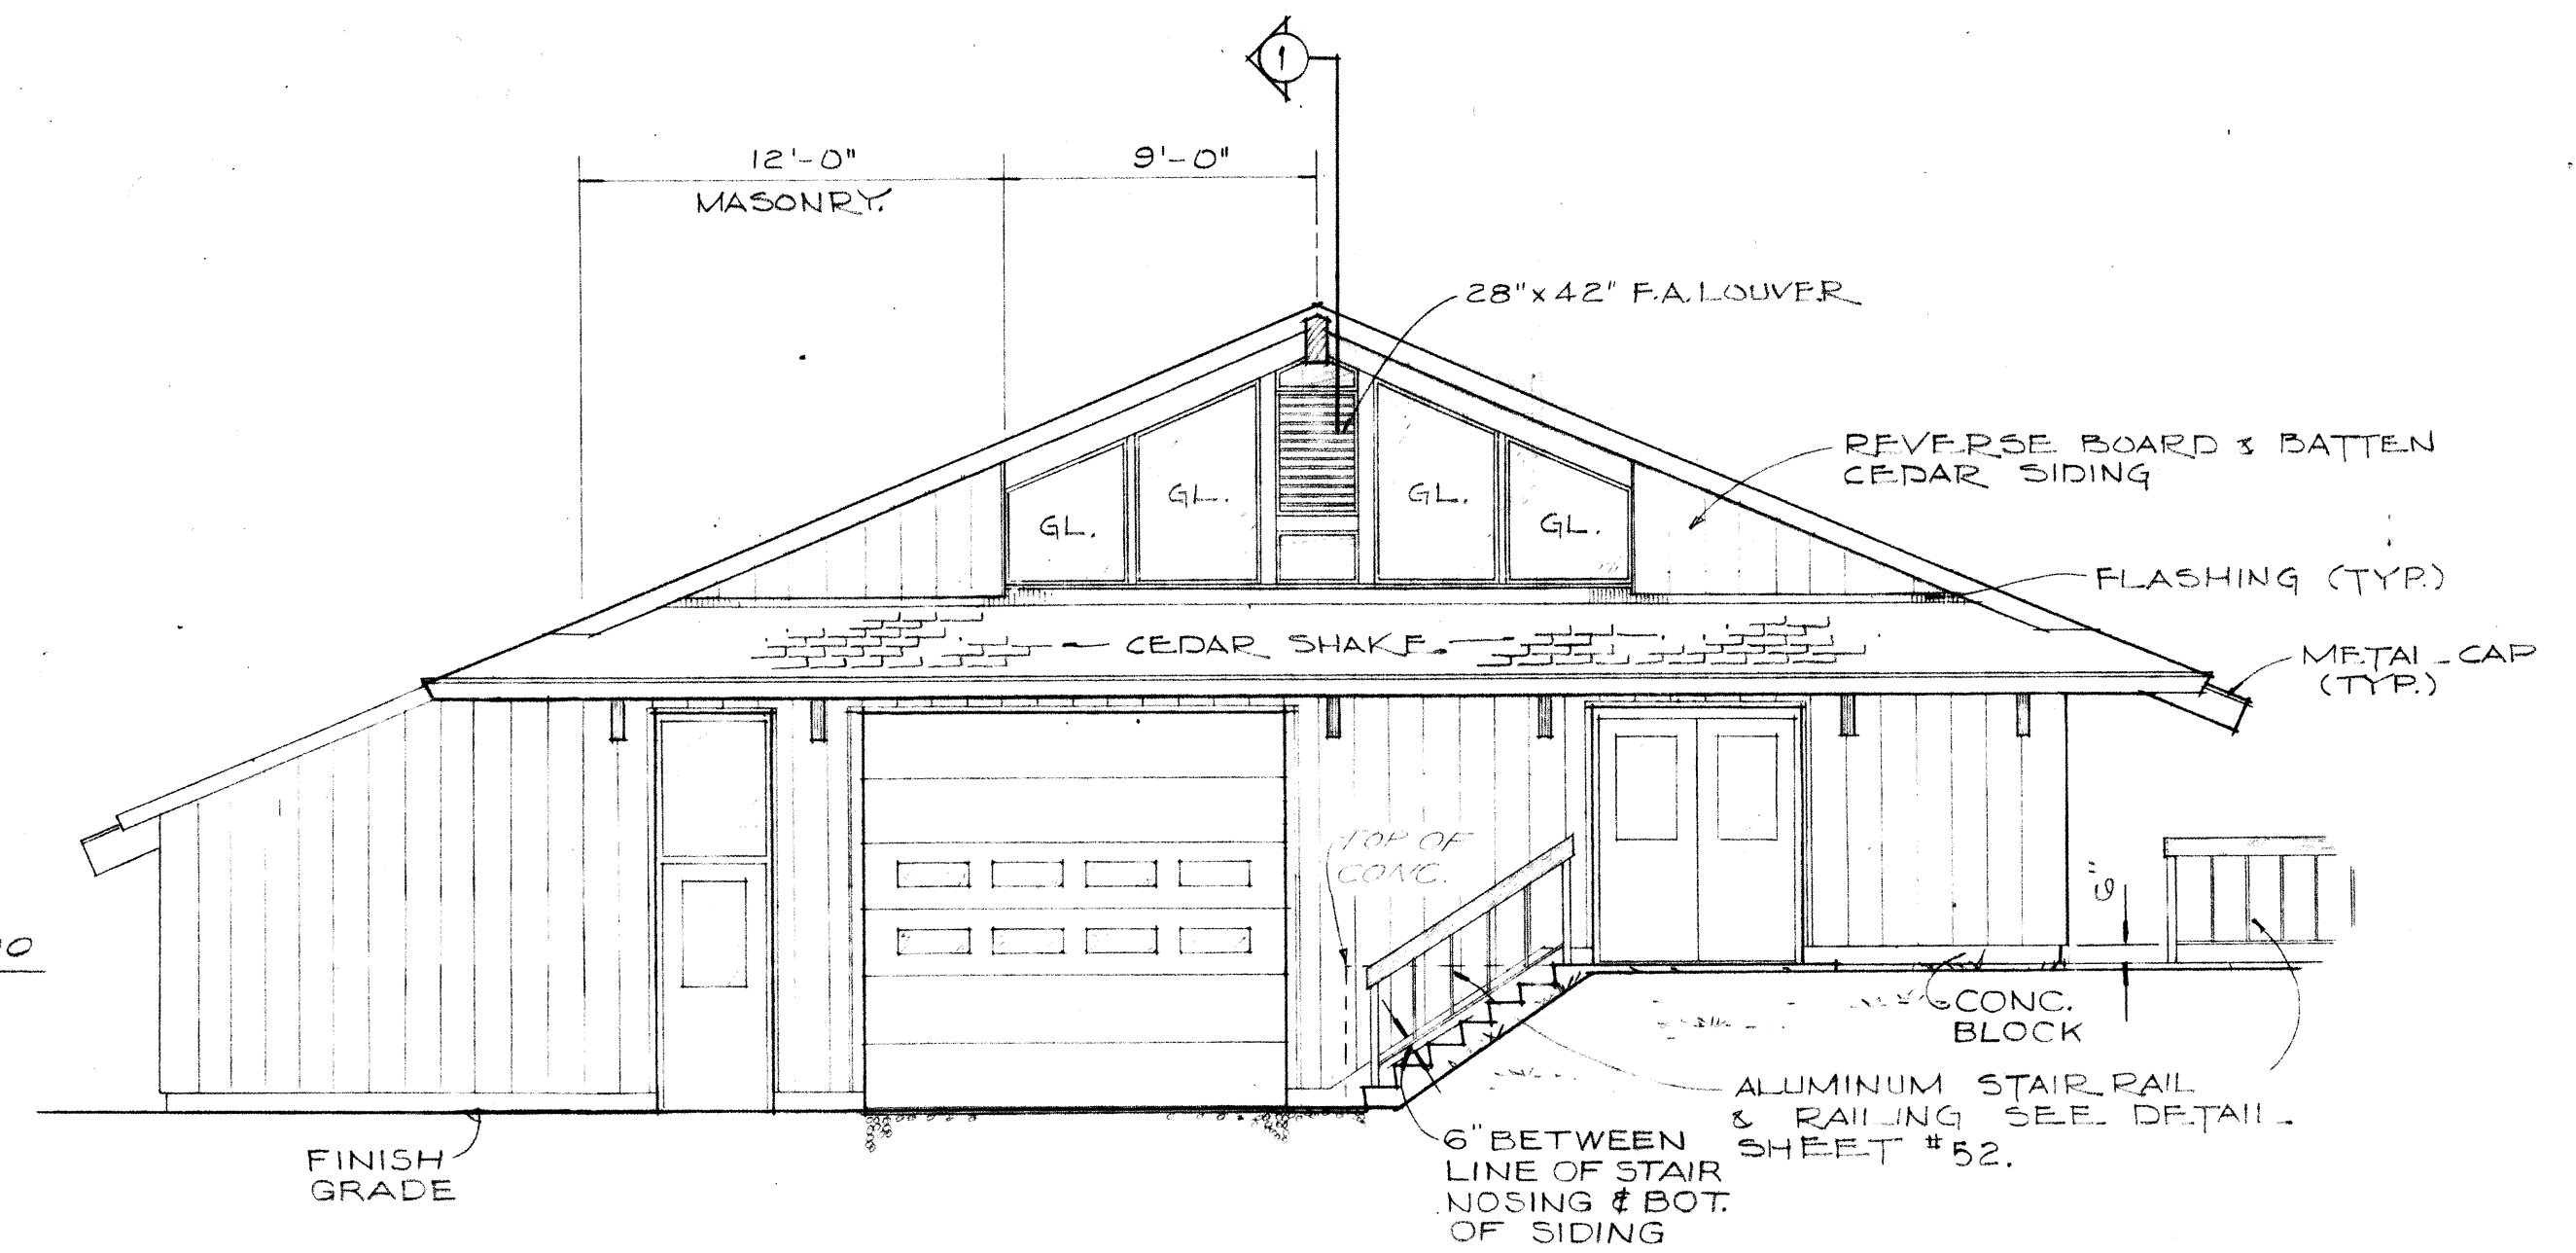 1
12'-0"
9'-0"
MASONRY.
28"x42" F.A. LOUVER
REVERSE BOARD & BATTEN
CEDAR SIDING
GL.
GL.
GL.
GL.
FLASHING (TYP.)
CEDAR SHAKE.
METAL CAP
(TYP.)
TOP OF
CONC.
6"
CONC.
BLOCK
ALUMINUM STAIR RAIL
& RAILING SEE DETAIL
SHEET #52.
6" BETWEEN
LINE OF STAIR
NOSING & BOT.
OF SIDING
FINISH
GRADE